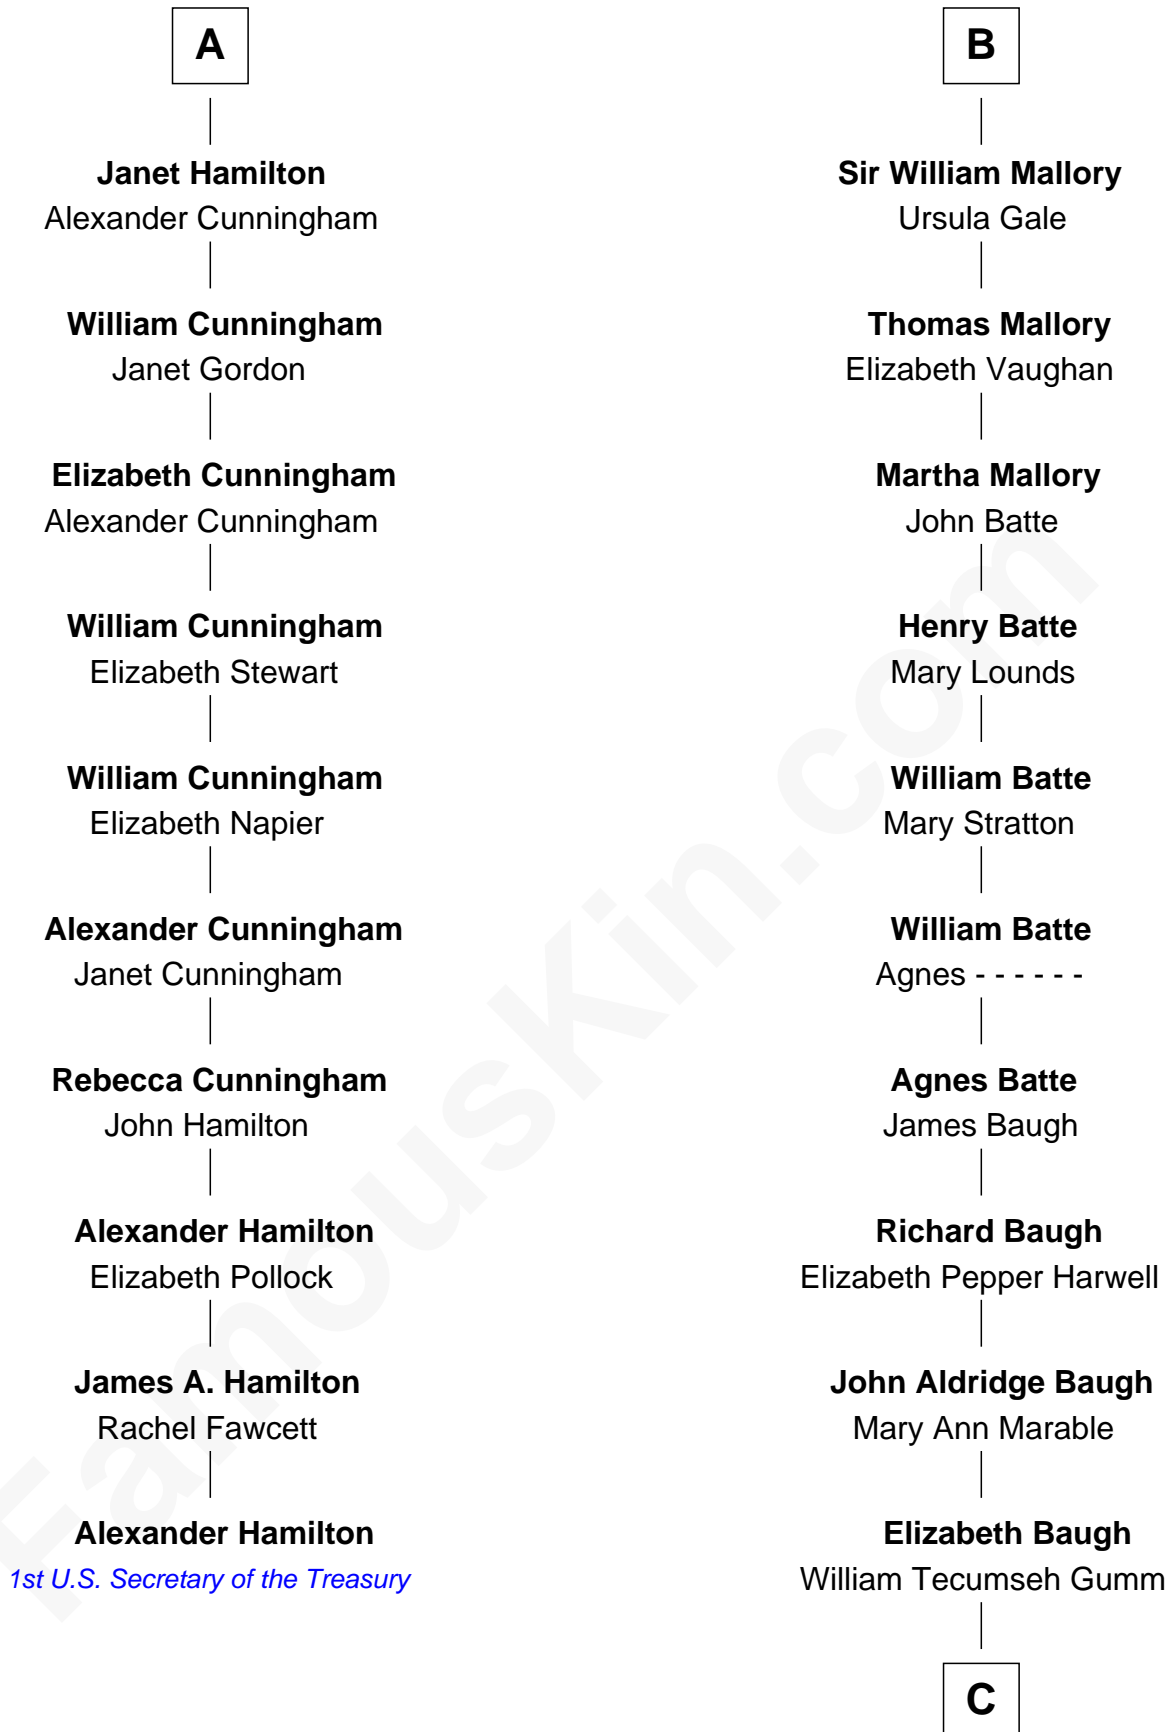 A
Janet Hamilton
Alexander Cunningham
William Cunningham
Janet Gordon
Elizabeth Cunningham
Alexander Cunningham
William Cunningham
Elizabeth Stewart
William Cunningham
Elizabeth Napier
Alexander Cunningham
Janet Cunningham
Rebecca Cunningham
John Hamilton
Alexander Hamilton
Elizabeth Pollock
James A. Hamilton
Rachel Fawcett
Alexander Hamilton
1st U.S. Secretary of the Treasury
B
Sir William Mallory
Ursula Gale
Thomas Mallory
Elizabeth Vaughan
Martha Mallory
John Batte
Henry Batte
Mary Lounds
William Batte
Mary Stratton
William Batte
Agnes - - - - - -
Agnes Batte
James Baugh
Richard Baugh
Elizabeth Pepper Harwell
John Aldridge Baugh
Mary Ann Marable
Elizabeth Baugh
William Tecumseh Gumm
C
FamousKin.com